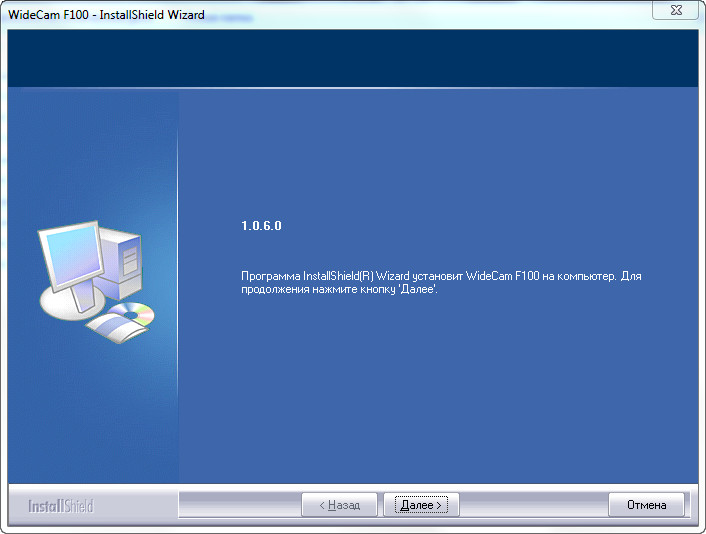 WideCam F100 - InstallShield Wizard
1.0.6.0
Программа InstallShield(R) Wizard установит WideCam F100 на компьютер. Для
продолжения нажмите кнопку 'Далее'.
InstallShield
< Назад
Далее >
Отмена